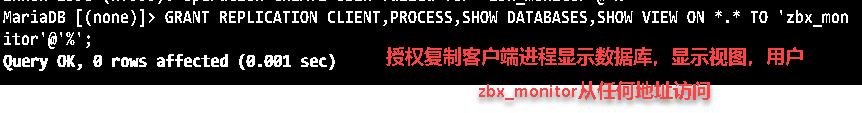 MariaDB [(none)]> GRANT REPLICATION CLIENT,PROCESS,SHOW DATABASES,SHOW VIEW ON *.* TO 'zbx_mon
itor'@'%';
Query OK, 0 rows affected (0.001 sec)
授权复制客户端进程显示数据库，显示视图，用户
zbx_monitor从任何地址访问